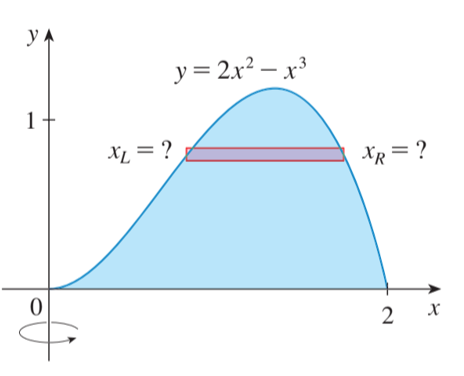 y
y = 2x² − x³
1
x_L = ? x_R = ?
0 2 x